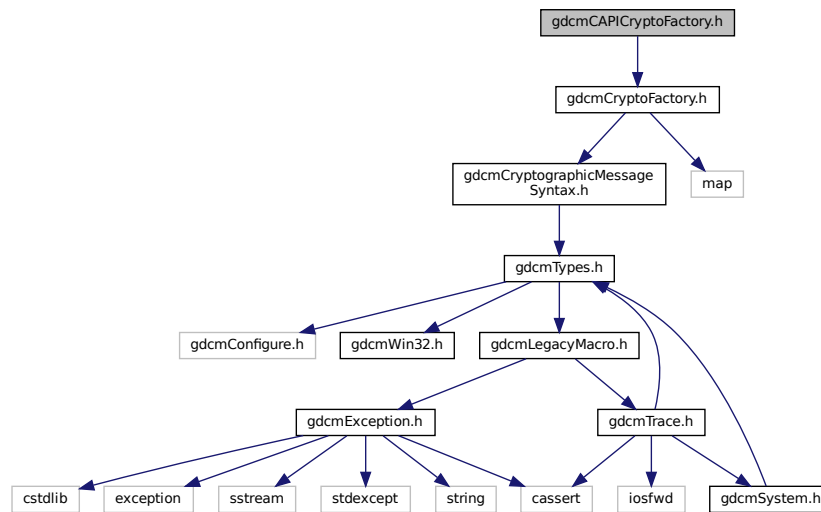 gdcmCAPICryptoFactory.h
gdcmCryptoFactory.h
gdcmCryptographicMessage
Syntax.h
map
gdcmTypes.h
gdcmConfigure.h
gdcmWin32.h
gdcmLegacyMacro.h
gdcmException.h
gdcmTrace.h
cstdlib
exception
sstream
stdexcept
string
cassert
iosfwd
gdcmSystem.h